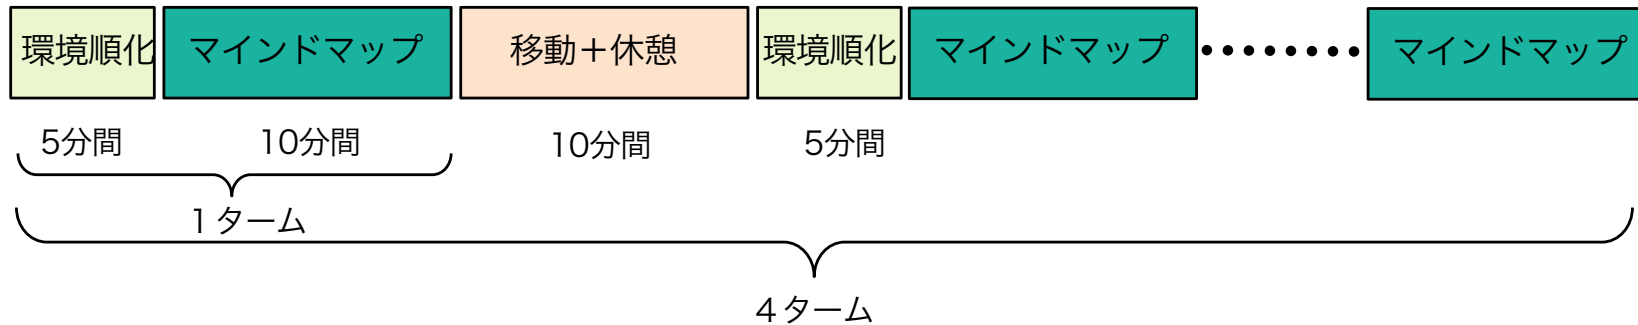 環境順化 マインドマップ 移動＋休憩 環境順化 マインドマップ マインドマップ
5分間 10分間 10分間 5分間
1ターム
4ターム